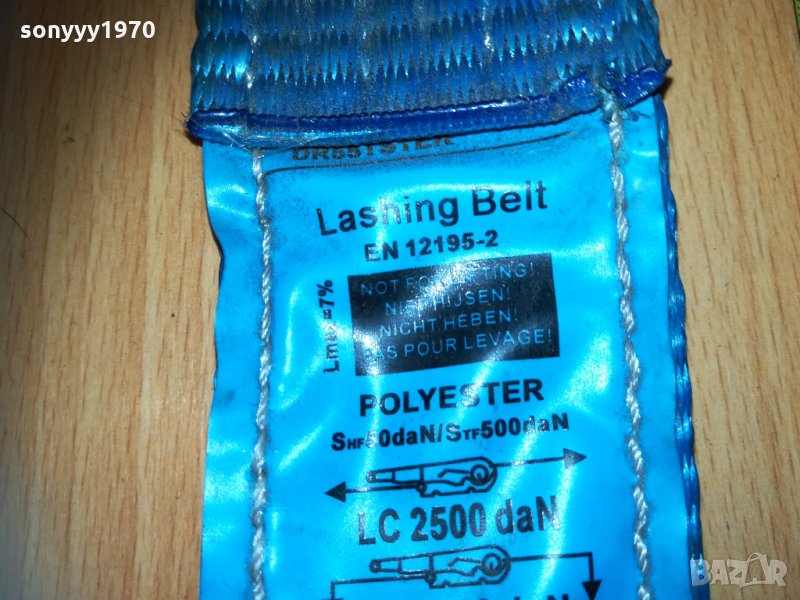 sonyyy1970
Lashing Belt
EN 12195-2
Lmax=7%
NOT FOR LIFTING!
NIET HIJSEN!
NICHT HEBEN!
PAS POUR LEVAGE!
POLYESTER
SHF50daN/STF500daN
LC 2500 daN
BAZAR